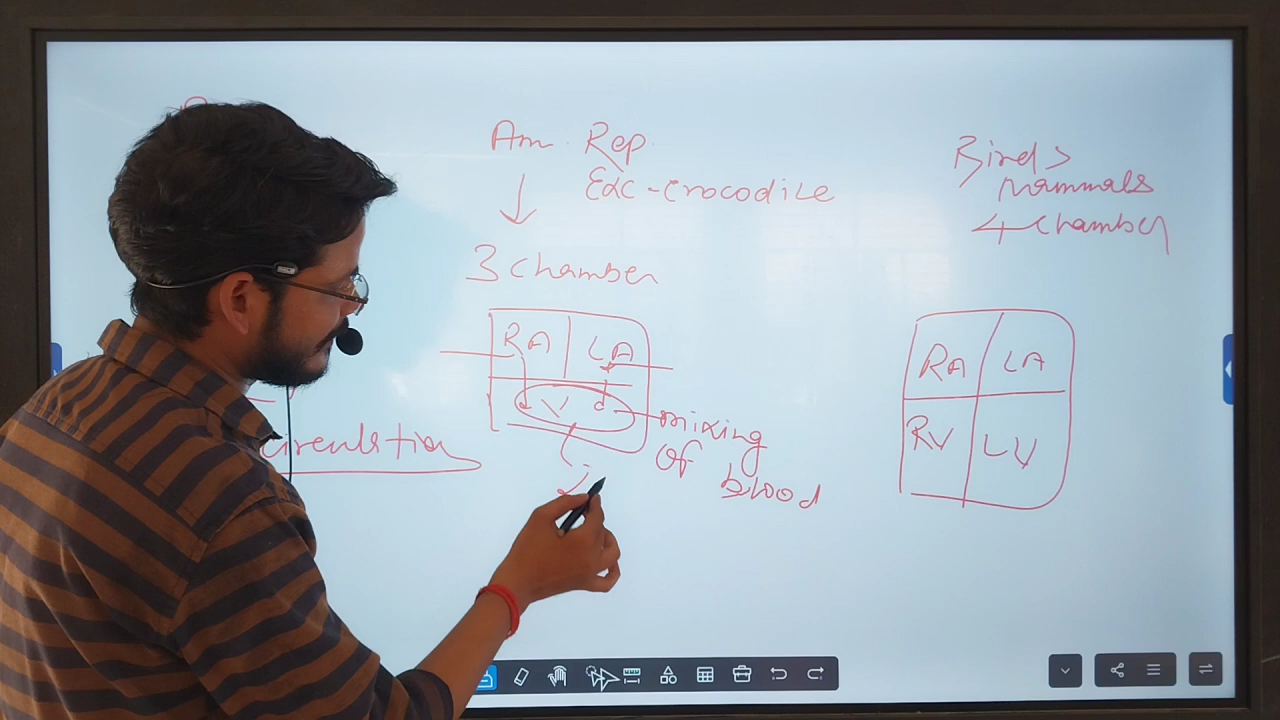 Am. Rep.
Exc-crocodile
3 chamber
RA LA
V
mixing
of
blood
circulation
Birds
mammals
4 chamber
RA LA
RV LV